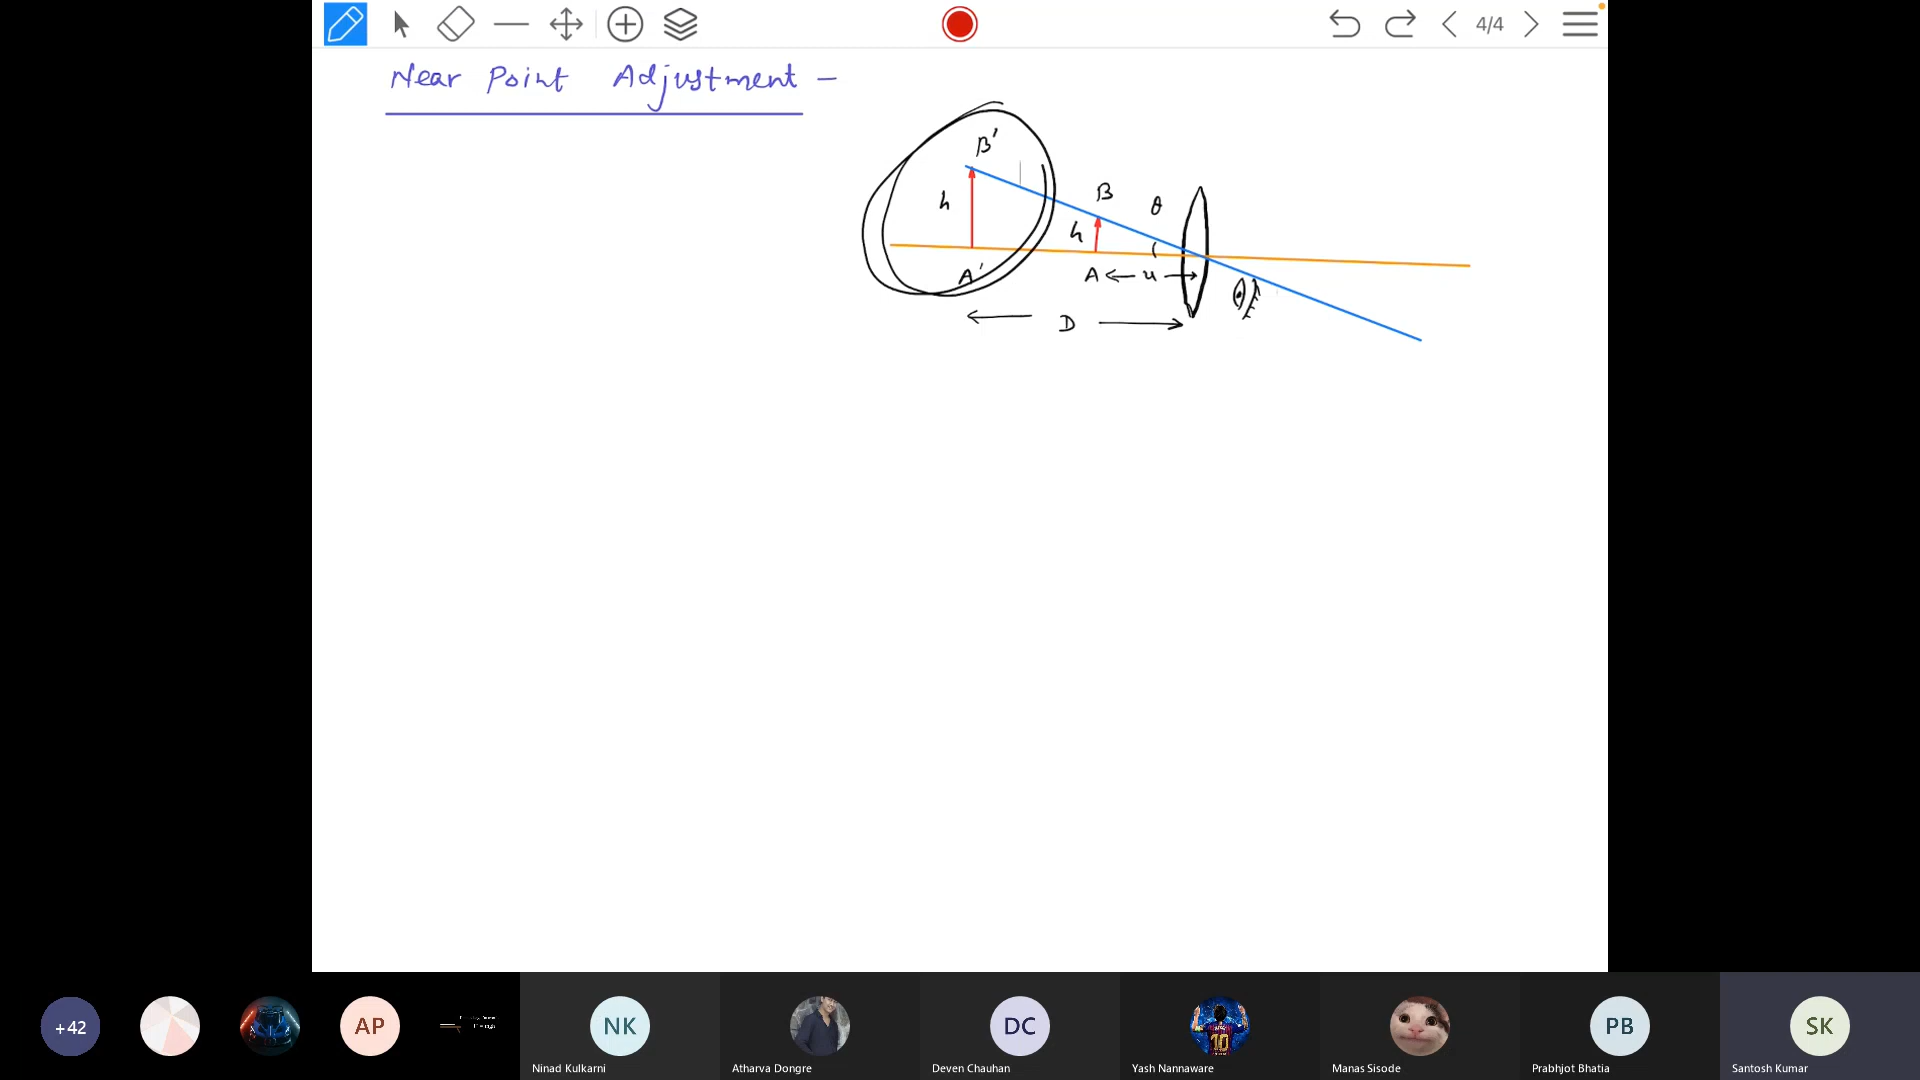 4/4
Near Point Adjustment -
B'
h
B
θ
h
A'
A
u
D
+42
AP
NK
DC
10
PB
SK
Ninad Kulkarni
Atharva Dongre
Deven Chauhan
Yash Nannaware
Manas Sisode
Prabhjot Bhatia
Santosh Kumar